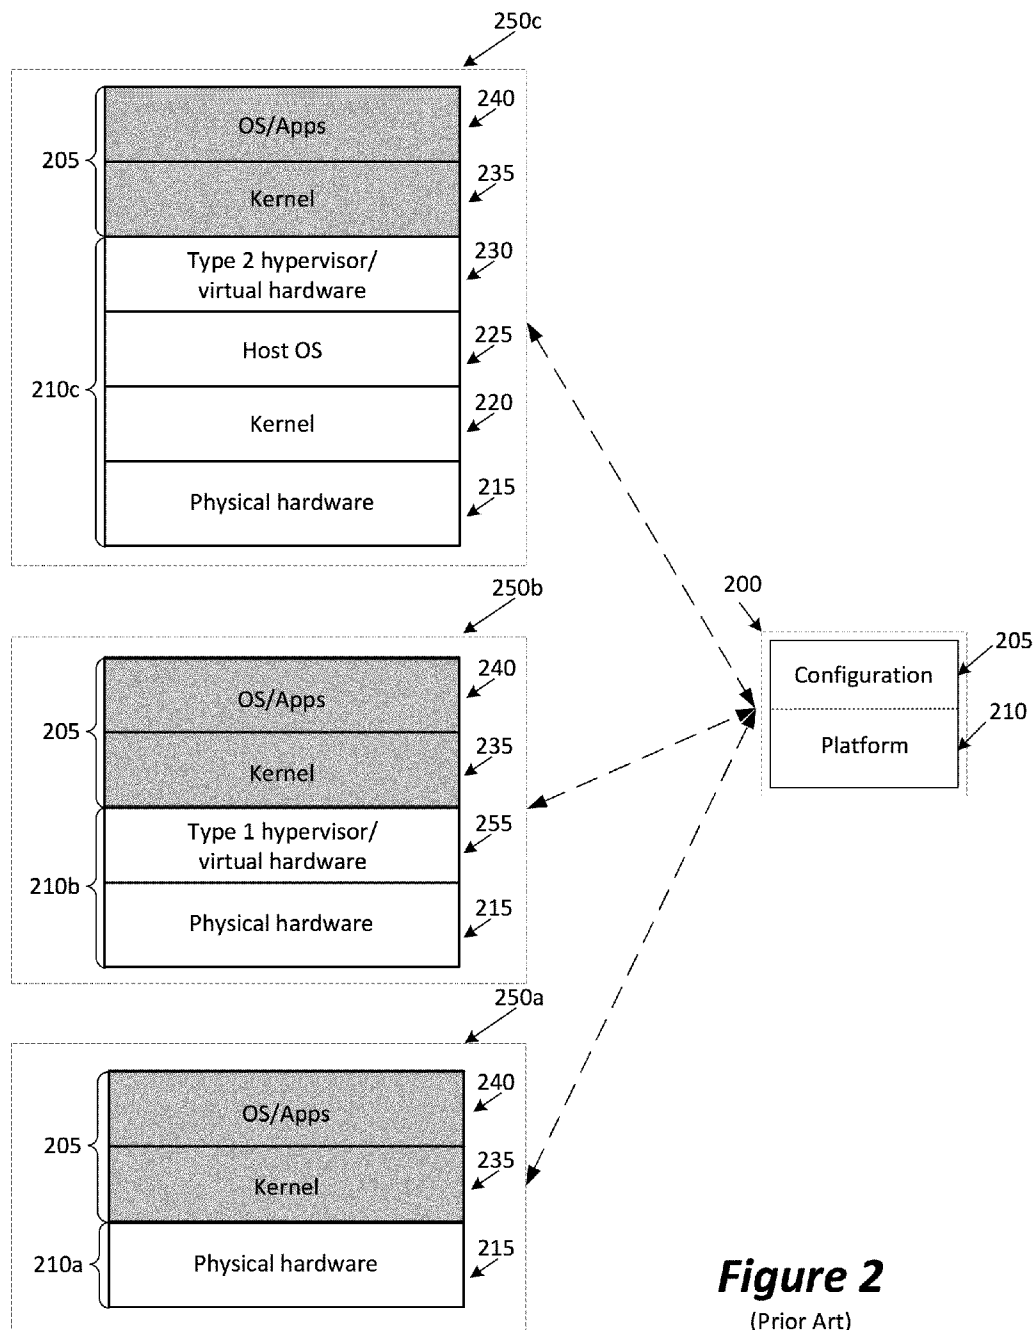 250c
240
OS/Apps
205
235
Kernel
230
Type 2 hypervisor/
virtual hardware
225
Host OS
210c
220
Kernel
215
Physical hardware
250b
200
205
Configuration
210
Platform
240
OS/Apps
205
235
Kernel
255
Type 1 hypervisor/
virtual hardware
210b
215
Physical hardware
250a
240
OS/Apps
205
235
Kernel
215
Physical hardware
210a
Figure 2
(Prior Art)